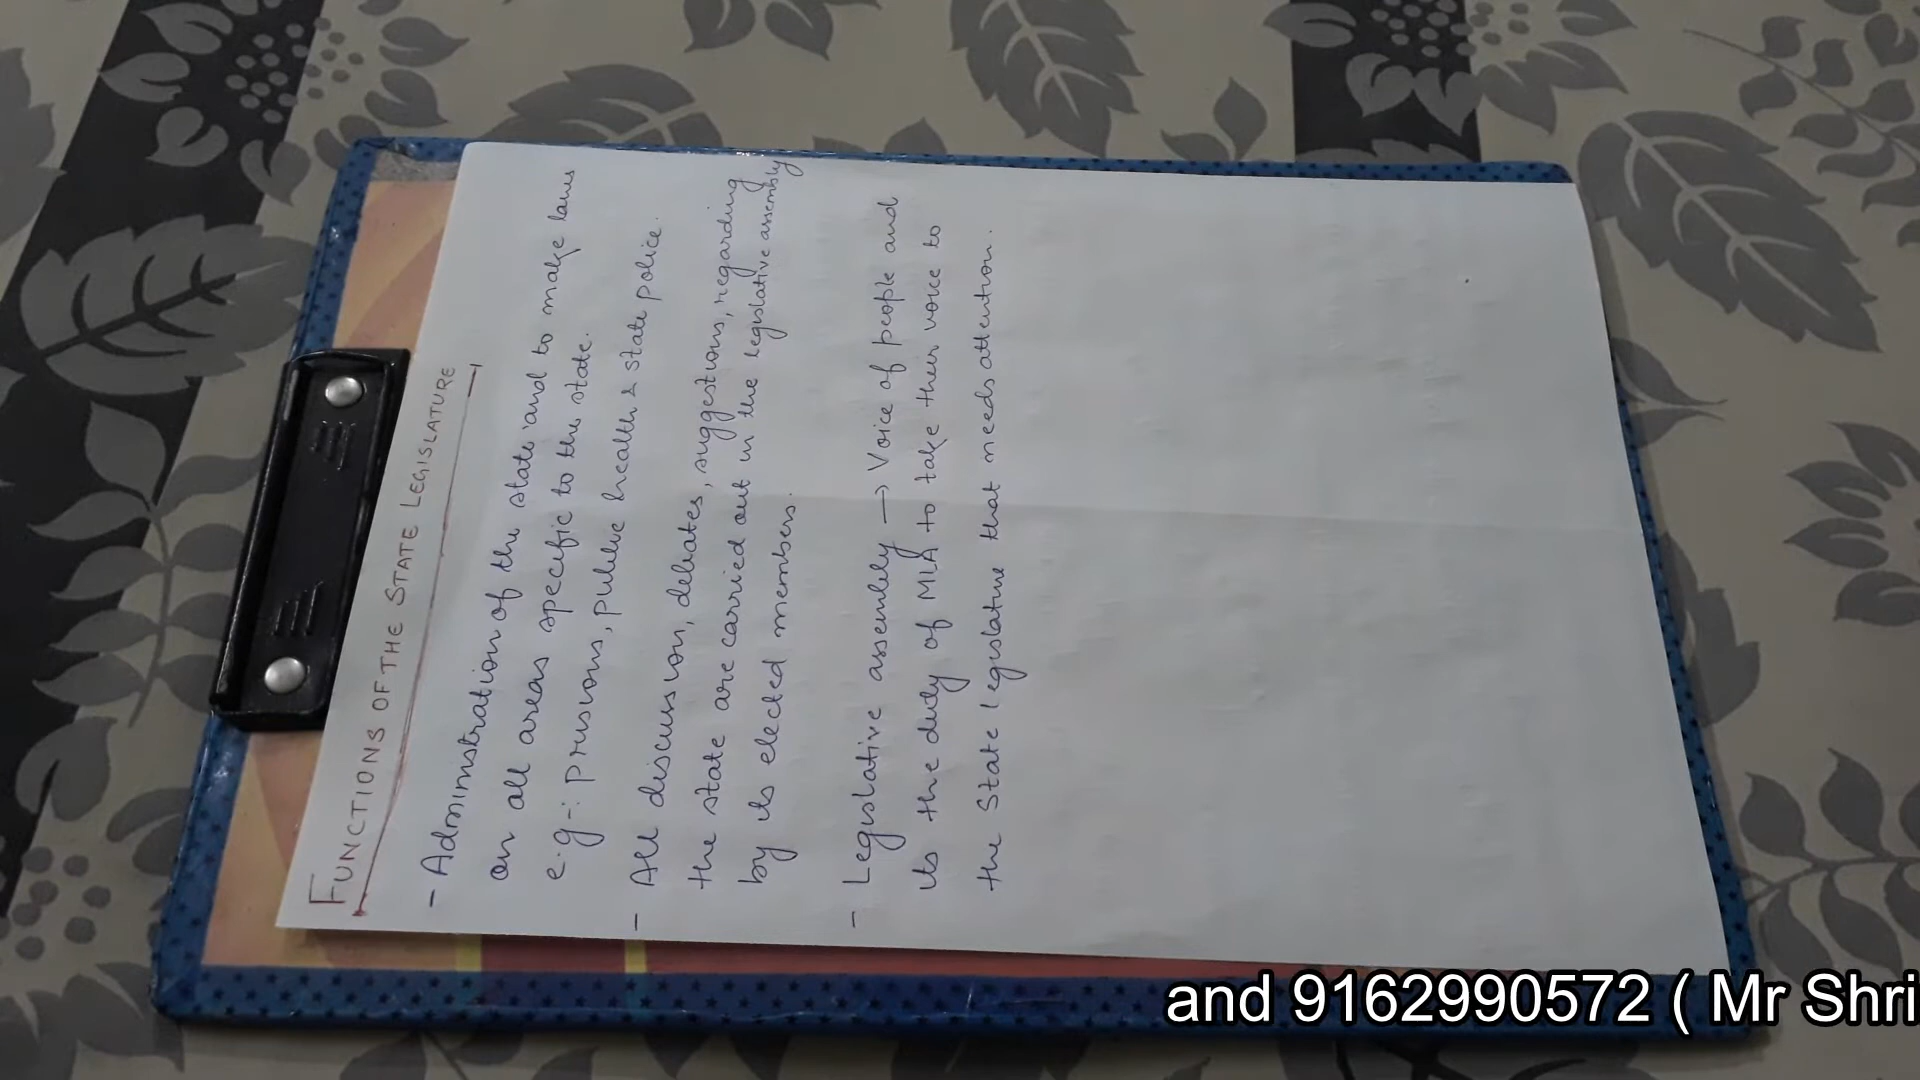 FUNCTIONS OF THE STATE LEGISLATURE
- Administration of the state and to make laws
on all areas specific to the state.
e.g-: prisons, public health & state police.
- All discussion, debates, suggestions, regarding
the state are carried out in the legislative assembly
by its elected members.
- Legislative assembly → Voice of people and
its the duty of MLA to take their voice to
the State legislature that needs attention.
and 9162990572 ( Mr Shri